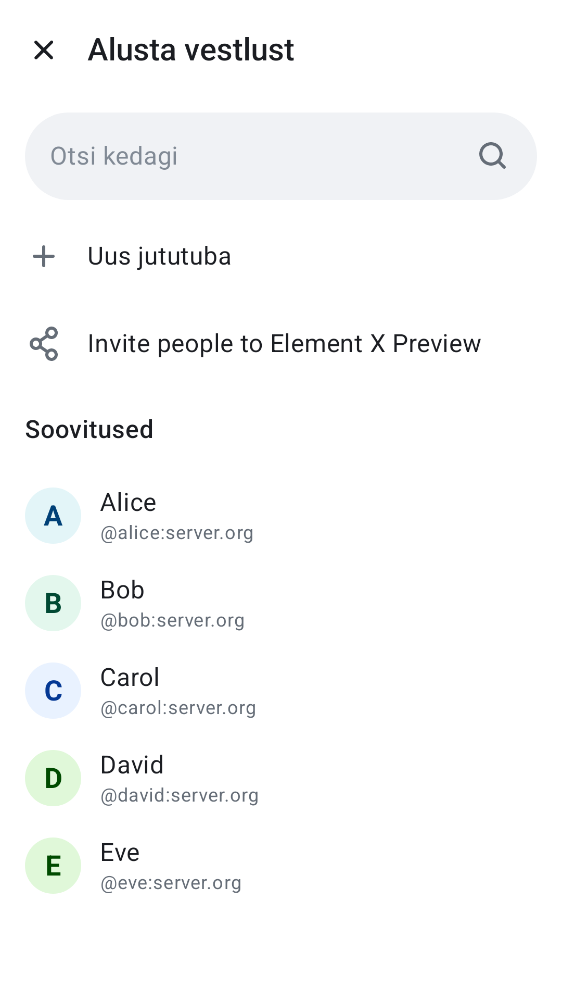 Alusta vestlust
Otsi kedagi
Uus jututuba
Invite people to Element X Preview
Soovitused
A
Alice
@alice:server.org
B
Bob
@bob:server.org
C
Carol
@carol:server.org
D
David
@david:server.org
E
Eve
@eve:server.org